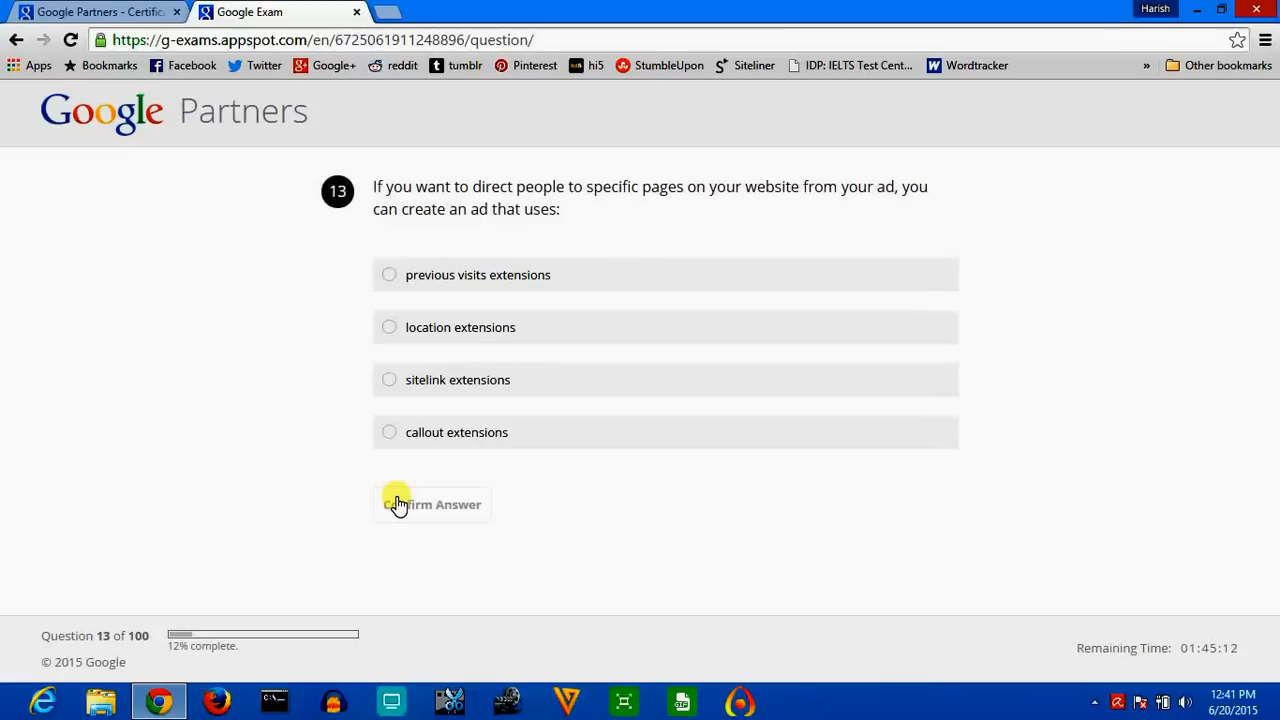 Google Partners - Certific
Google Exam
Harish
https://g-exams.appspot.com/en/6725061911248896/question/
Apps
Bookmarks
Facebook
Twitter
Google+
reddit
tumblr
Pinterest
hi5
StumbleUpon
Siteliner
IDP: IELTS Test Cent...
Wordtracker
»
Other bookmarks
Google Partners
13
If you want to direct people to specific pages on your website from your ad, you
can create an ad that uses:
previous visits extensions
location extensions
sitelink extensions
callout extensions
Confirm Answer
Question 13 of 100
12% complete.
© 2015 Google
Remaining Time: 01:45:12
12:41 PM
6/20/2015